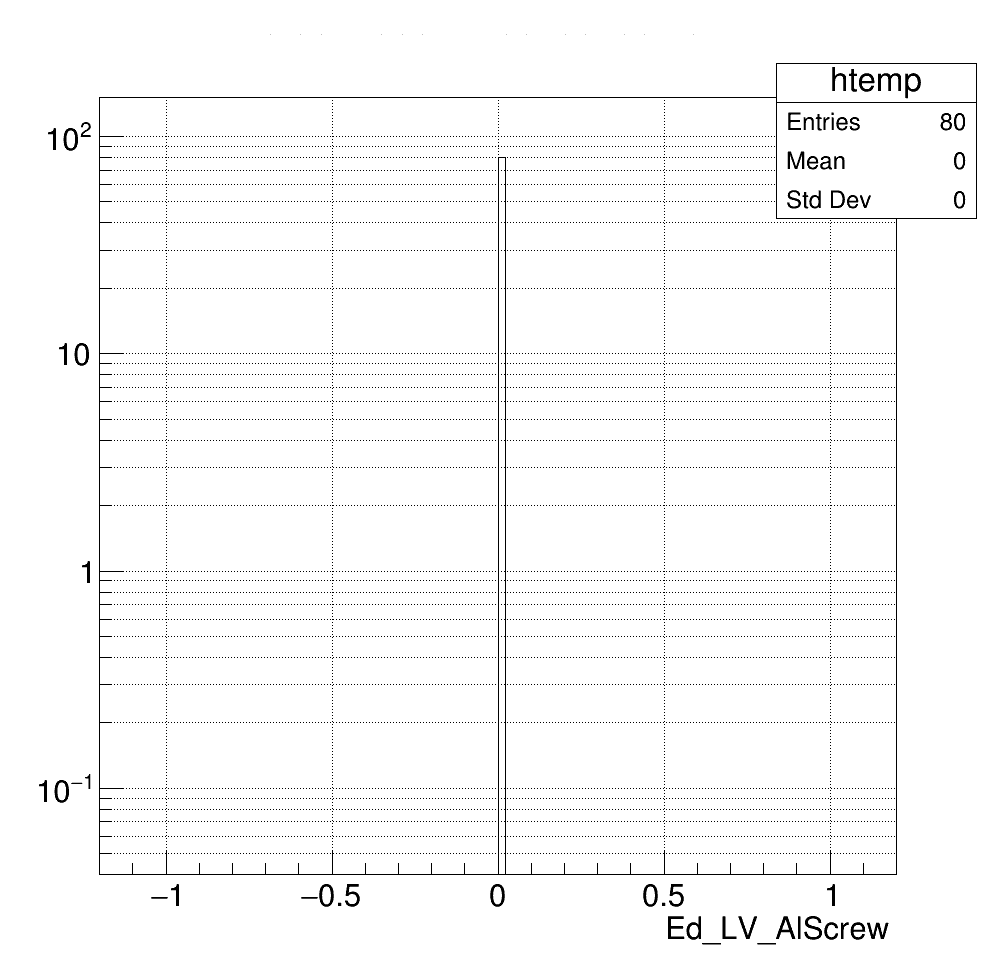 htemp
Entries 80
Mean 0
Std Dev 0
10²
10
1
10⁻¹
−1 −0.5 0 0.5 1
Ed_LV_AlScrew